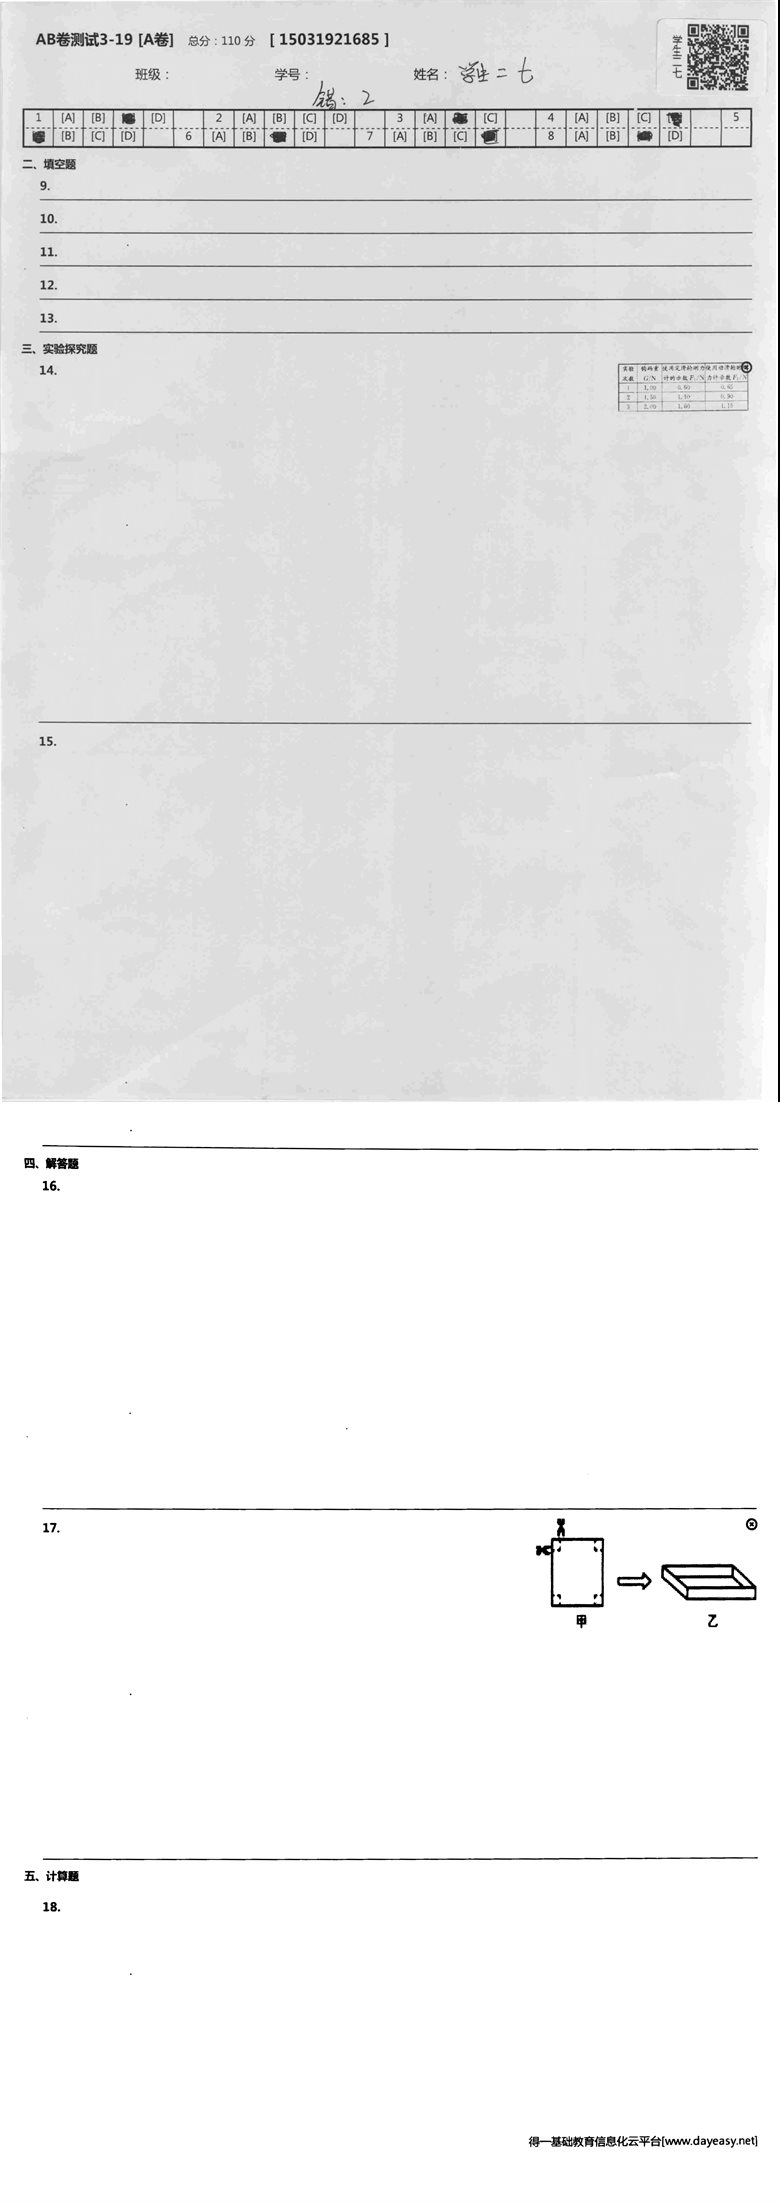 AB卷测试3-19 [A卷] 总分：110 分 [ 15031921685 ]
学生二七
班级： 学号： 姓名：学生二七
错：2
1 [A] [B] [D] 2 [A] [B] [C] [D] 3 [A] [C] 4 [A] [B] [C] 5
[B] [C] [D] 6 [A] [B] [D] 7 [A] [B] [C] 8 [A] [B] [D]
二、填空题
9.
10.
11.
12.
13.
三、实验探究题
14.
实验 钩码重 使用定滑轮测力 使用动滑轮测
次数 G/N 计的示数F₁/N 力计示数F₂/N
1 1.00 0.60 0.65
2 1.50 1.10 0.90
3 2.00 1.60 1.15
15.
四、解答题
16.
17.
甲 乙
五、计算题
18.
得一基础教育信息化云平台[www.dayeasy.net]